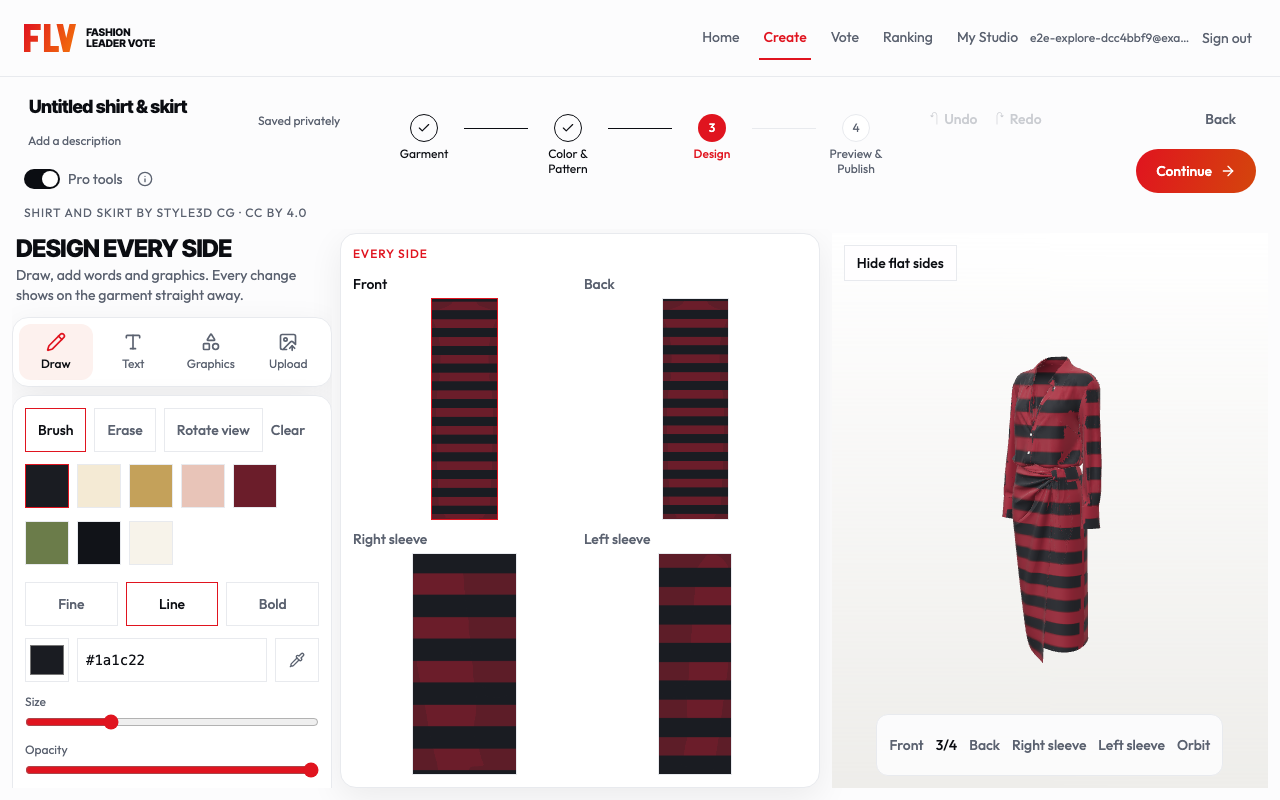 FLV
FASHION
LEADER VOTE
Home
Create
Vote
Ranking
My Studio
e2e-explore-dcc4bbf9@exa...
Sign out
Untitled shirt & skirt
Add a description
Saved privately
Garment
Color &
Pattern
3
Design
4
Preview &
Publish
Undo
Redo
Back
Continue
Pro tools
SHIRT AND SKIRT BY STYLE3D CG · CC BY 4.0
DESIGN EVERY SIDE
Draw, add words and graphics. Every change
shows on the garment straight away.
Draw
Text
Graphics
Upload
Brush
Erase
Rotate view
Clear
Fine
Line
Bold
#1a1c22
Size
Opacity
EVERY SIDE
Front
Back
Right sleeve
Left sleeve
Hide flat sides
Front
3/4
Back
Right sleeve
Left sleeve
Orbit